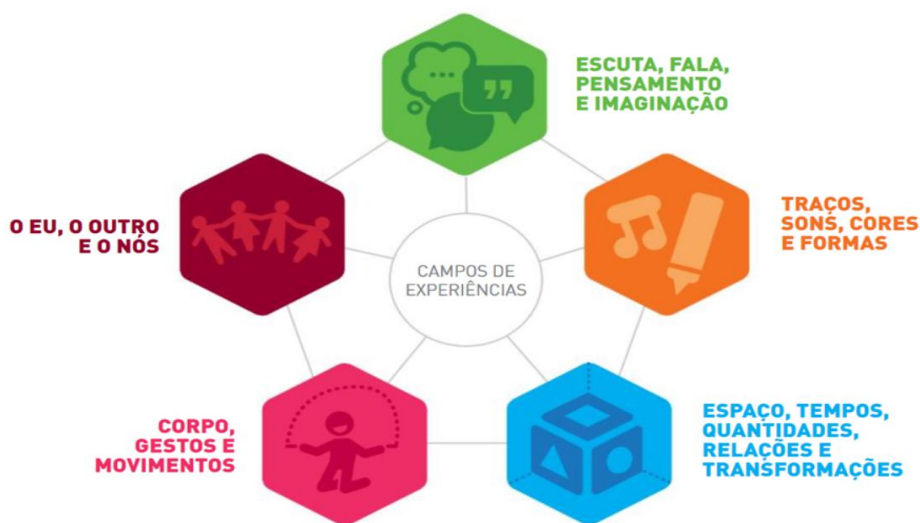 ESCUTA, FALA,
PENSAMENTO
E IMAGINAÇÃO
O EU, O OUTRO
E O NÓS
TRAÇOS,
SONS, CORES
E FORMAS
CAMPOS DE
EXPERIÊNCIAS
CORPO,
GESTOS E
MOVIMENTOS
ESPAÇO, TEMPOS,
QUANTIDADES,
RELAÇÕES E
TRANSFORMAÇÕES